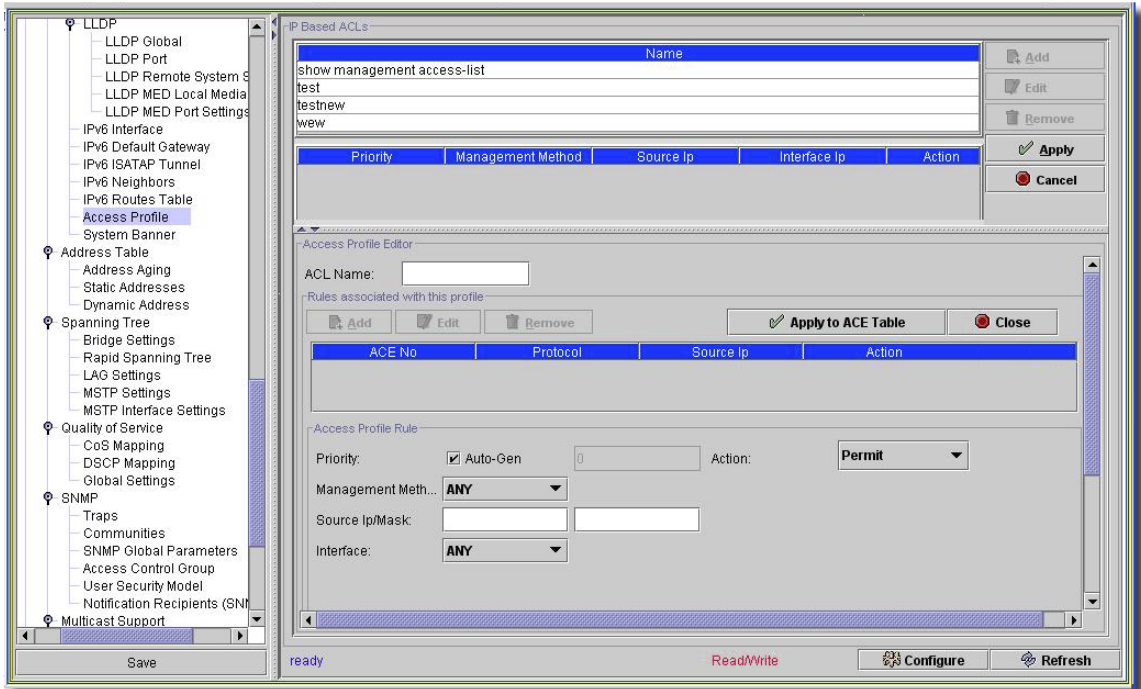 LLDP
LLDP Global
LLDP Port
LLDP Remote System S
LLDP MED Local Media
LLDP MED Port Settings
IPv6 Interface
IPv6 Default Gateway
IPv6 ISATAP Tunnel
IPv6 Neighbors
IPv6 Routes Table
Access Profile
System Banner
Address Table
Address Aging
Static Addresses
Dynamic Address
Spanning Tree
Bridge Settings
Rapid Spanning Tree
LAG Settings
MSTP Settings
MSTP Interface Settings
Quality of Service
CoS Mapping
DSCP Mapping
Global Settings
SNMP
Traps
Communities
SNMP Global Parameters
Access Control Group
User Security Model
Notification Recipients (SNM
Multicast Support
Save
IP Based ACLs
Name
show management access-list
test
testnew
wew
Add
Edit
Remove
Apply
Cancel
Priority Management Method Source Ip Interface Ip Action
Access Profile Editor
ACL Name:
Rules associated with this profile
Add Edit Remove Apply to ACE Table Close
ACE No Protocol Source Ip Action
Access Profile Rule
Priority: Auto-Gen 0 Action: Permit
Management Meth... ANY
Source Ip/Mask:
Interface: ANY
ready Read/Write Configure Refresh